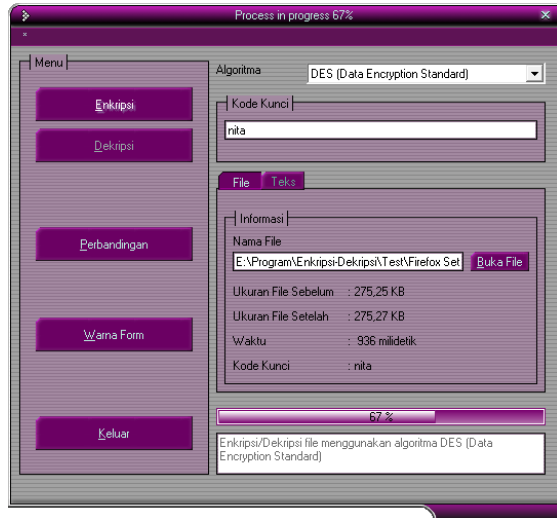 Process in progress 67%
Menu
Enkripsi
Dekripsi
Perbandingan
Warna Form
Keluar
Algoritma
DES (Data Encryption Standard)
Kode Kunci
nita
File Teks
Informasi
Nama File
E:\Program\Enkripsi-Dekripsi\Test\Firefox Set
Buka File
Ukuran File Sebelum : 275,25 KB
Ukuran File Setelah : 275,27 KB
Waktu : 936 milidetik
Kode Kunci : nita
67 %
Enkripsi/Dekripsi file menggunakan algoritma DES (Data
Encryption Standard)